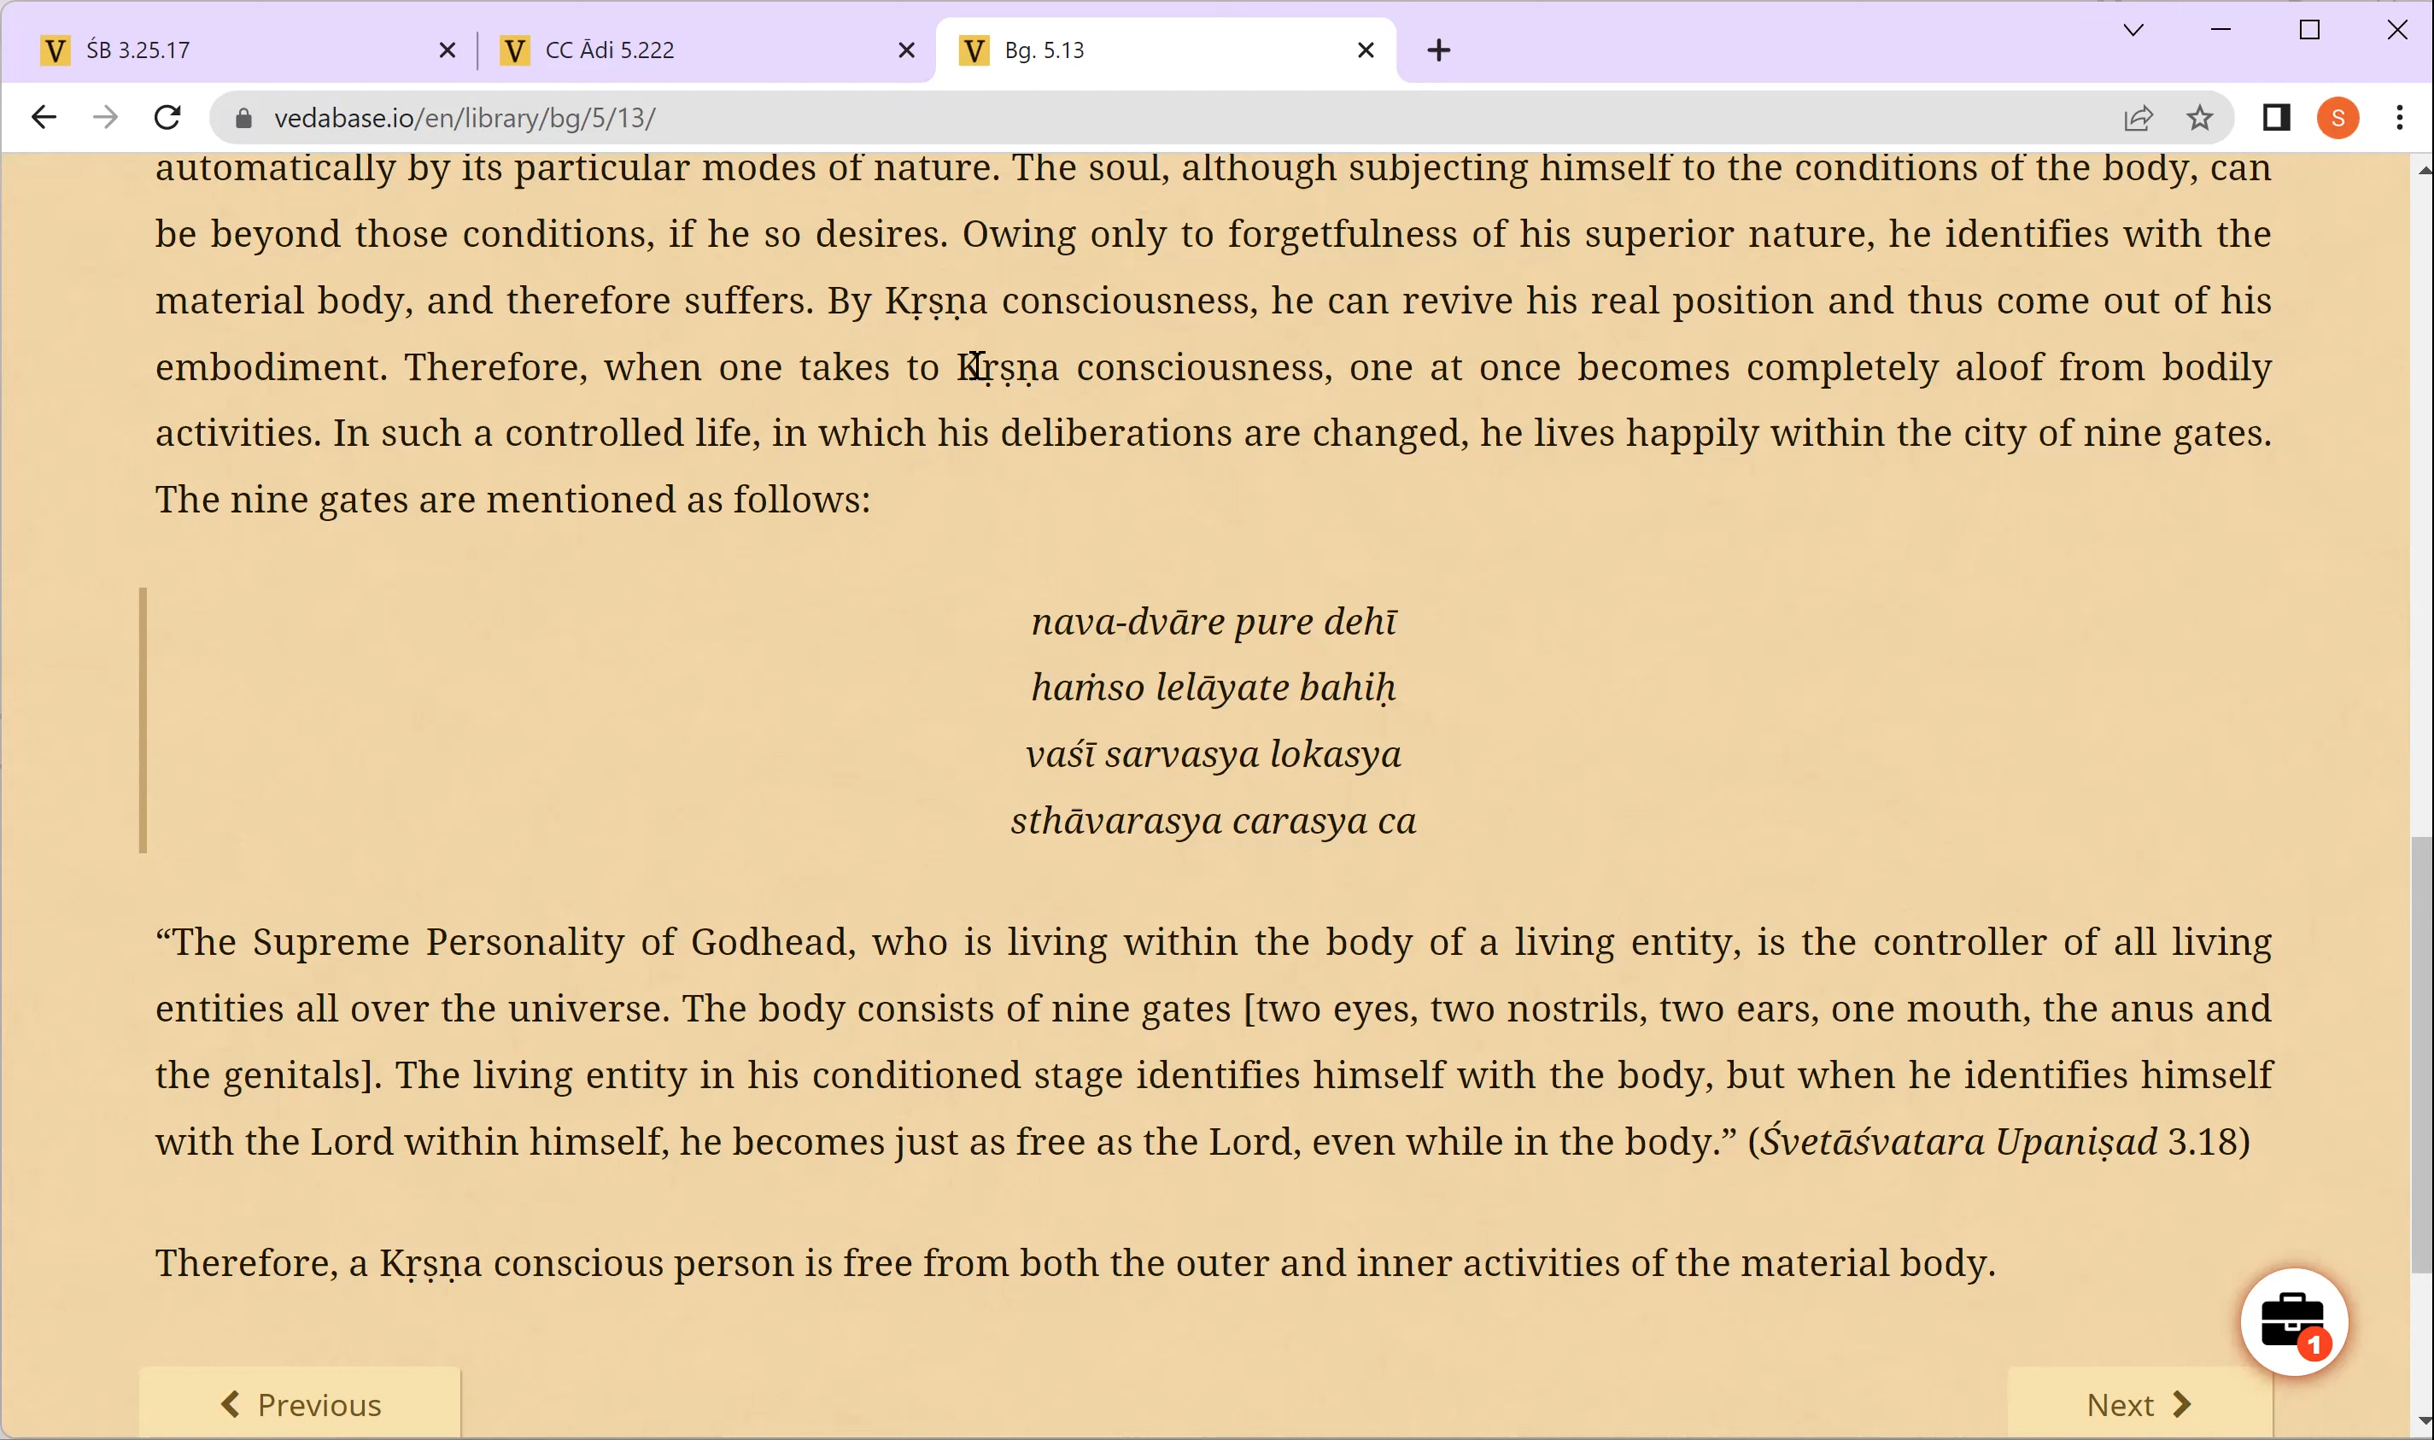 ŚB 3.25.17
CC Ādi 5.222
Bg. 5.13
vedabase.io/en/library/bg/5/13/
S
automatically by its particular modes of nature. The soul, although subjecting himself to the conditions of the body, can
be beyond those conditions, if he so desires. Owing only to forgetfulness of his superior nature, he identifies with the
material body, and therefore suffers. By Kṛṣṇa consciousness, he can revive his real position and thus come out of his
embodiment. Therefore, when one takes to Kṛṣṇa consciousness, one at once becomes completely aloof from bodily
activities. In such a controlled life, in which his deliberations are changed, he lives happily within the city of nine gates.
The nine gates are mentioned as follows:
nava-dvāre pure dehī
haṁso lelāyate bahiḥ
vaśī sarvasya lokasya
sthāvarasya carasya ca
“The Supreme Personality of Godhead, who is living within the body of a living entity, is the controller of all living
entities all over the universe. The body consists of nine gates [two eyes, two nostrils, two ears, one mouth, the anus and
the genitals]. The living entity in his conditioned stage identifies himself with the body, but when he identifies himself
with the Lord within himself, he becomes just as free as the Lord, even while in the body.” (Śvetāśvatara Upaniṣad 3.18)
Therefore, a Kṛṣṇa conscious person is free from both the outer and inner activities of the material body.
1
Previous
Next